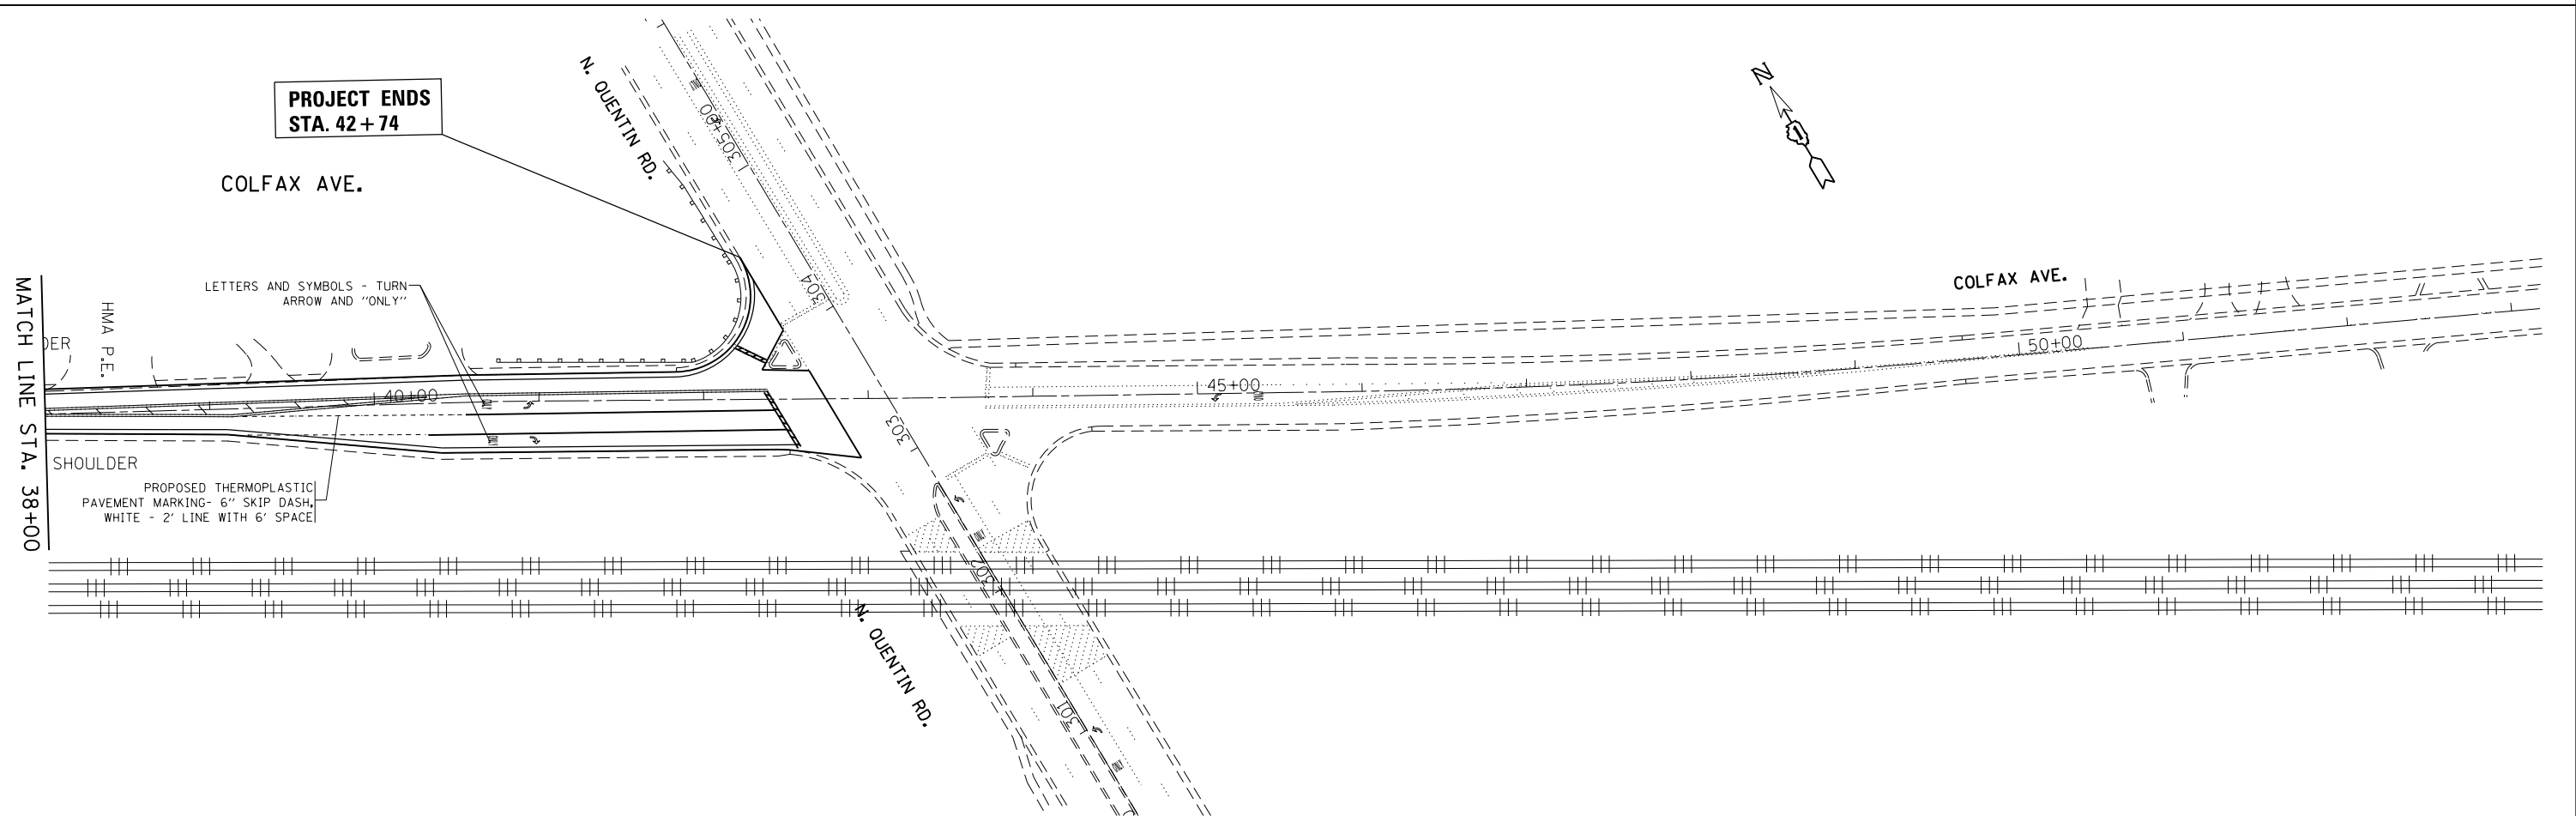 PROJECT ENDS
STA. 42+74
COLFAX AVE.
N. QUENTIN RD.
305+00
N
1
LETTERS AND SYMBOLS - TURN
ARROW AND "ONLY"
MATCH LINE STA. 38+00
HMA P.E.
DER
304
COLFAX AVE.
40+00
45+00
50+00
303
SHOULDER
PROPOSED THERMOPLASTIC
PAVEMENT MARKING- 6" SKIP DASH,
WHITE - 2' LINE WITH 6' SPACE
302
N. QUENTIN RD.
301